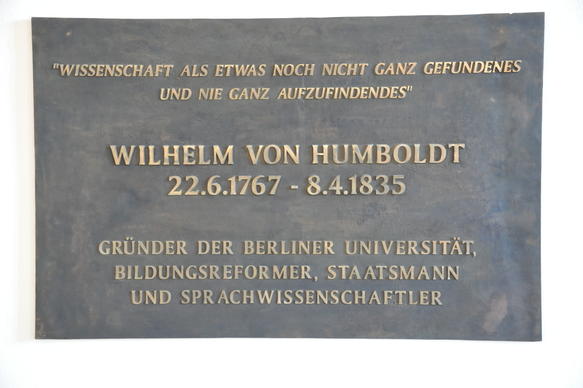 "WISSENSCHAFT ALS ETWAS NOCH NICHT GANZ GEFUNDENES
UND NIE GANZ AUFZUFINDENDES"
WILHELM VON HUMBOLDT
22.6.1767 - 8.4.1835
GRÜNDER DER BERLINER UNIVERSITÄT,
BILDUNGSREFORMER, STAATSMANN
UND SPRACHWISSENSCHAFTLER